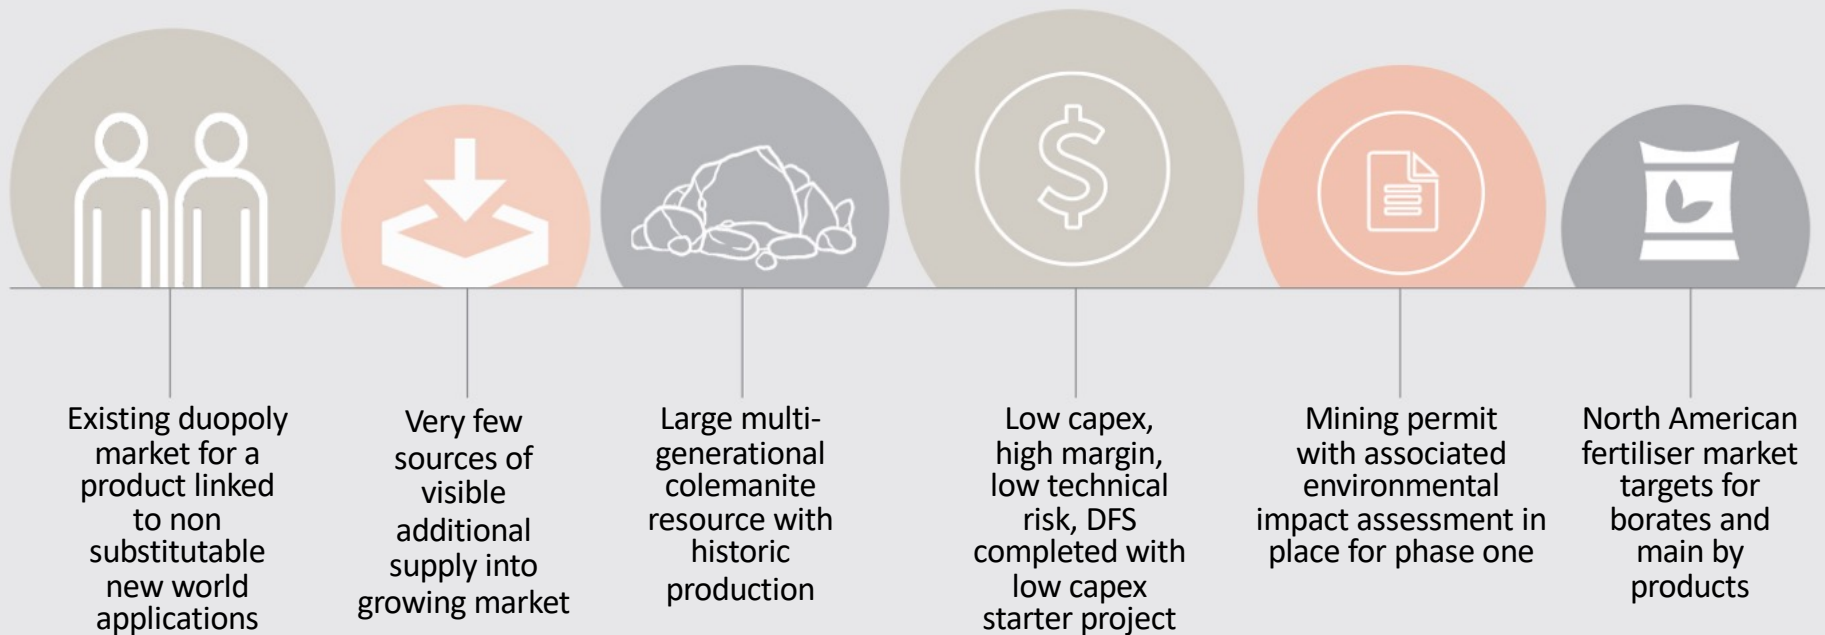 Existing duopoly
market for a
product linked
to non
substitutable
new world
applications
Very few
sources of
visible
additional
supply into
growing market
Large multi-
generational
colemanite
resource with
historic
production
Low capex,
high margin,
low technical
risk, DFS
completed with
low capex
starter project
Mining permit
with associated
environmental
impact assessment in
place for phase one
North American
fertiliser market
targets for
borates and
main by
products